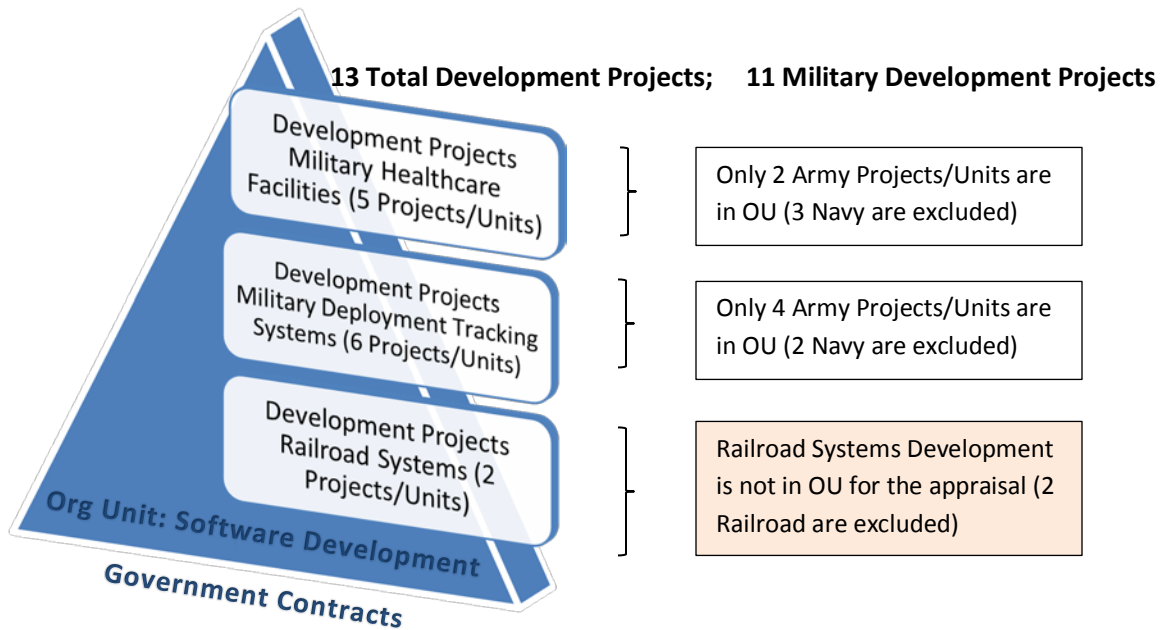 13 Total Development Projects; 11 Military Development Projects
Development Projects
Military Healthcare
Facilities (5 Projects/Units)
Only 2 Army Projects/Units are
in OU (3 Navy are excluded)
Development Projects
Military Deployment Tracking
Systems (6 Projects/Units)
Only 4 Army Projects/Units are
in OU (2 Navy are excluded)
Development Projects
Railroad Systems (2
Projects/Units)
Railroad Systems Development
is not in OU for the appraisal (2
Railroad are excluded)
Org Unit: Software Development
Government Contracts